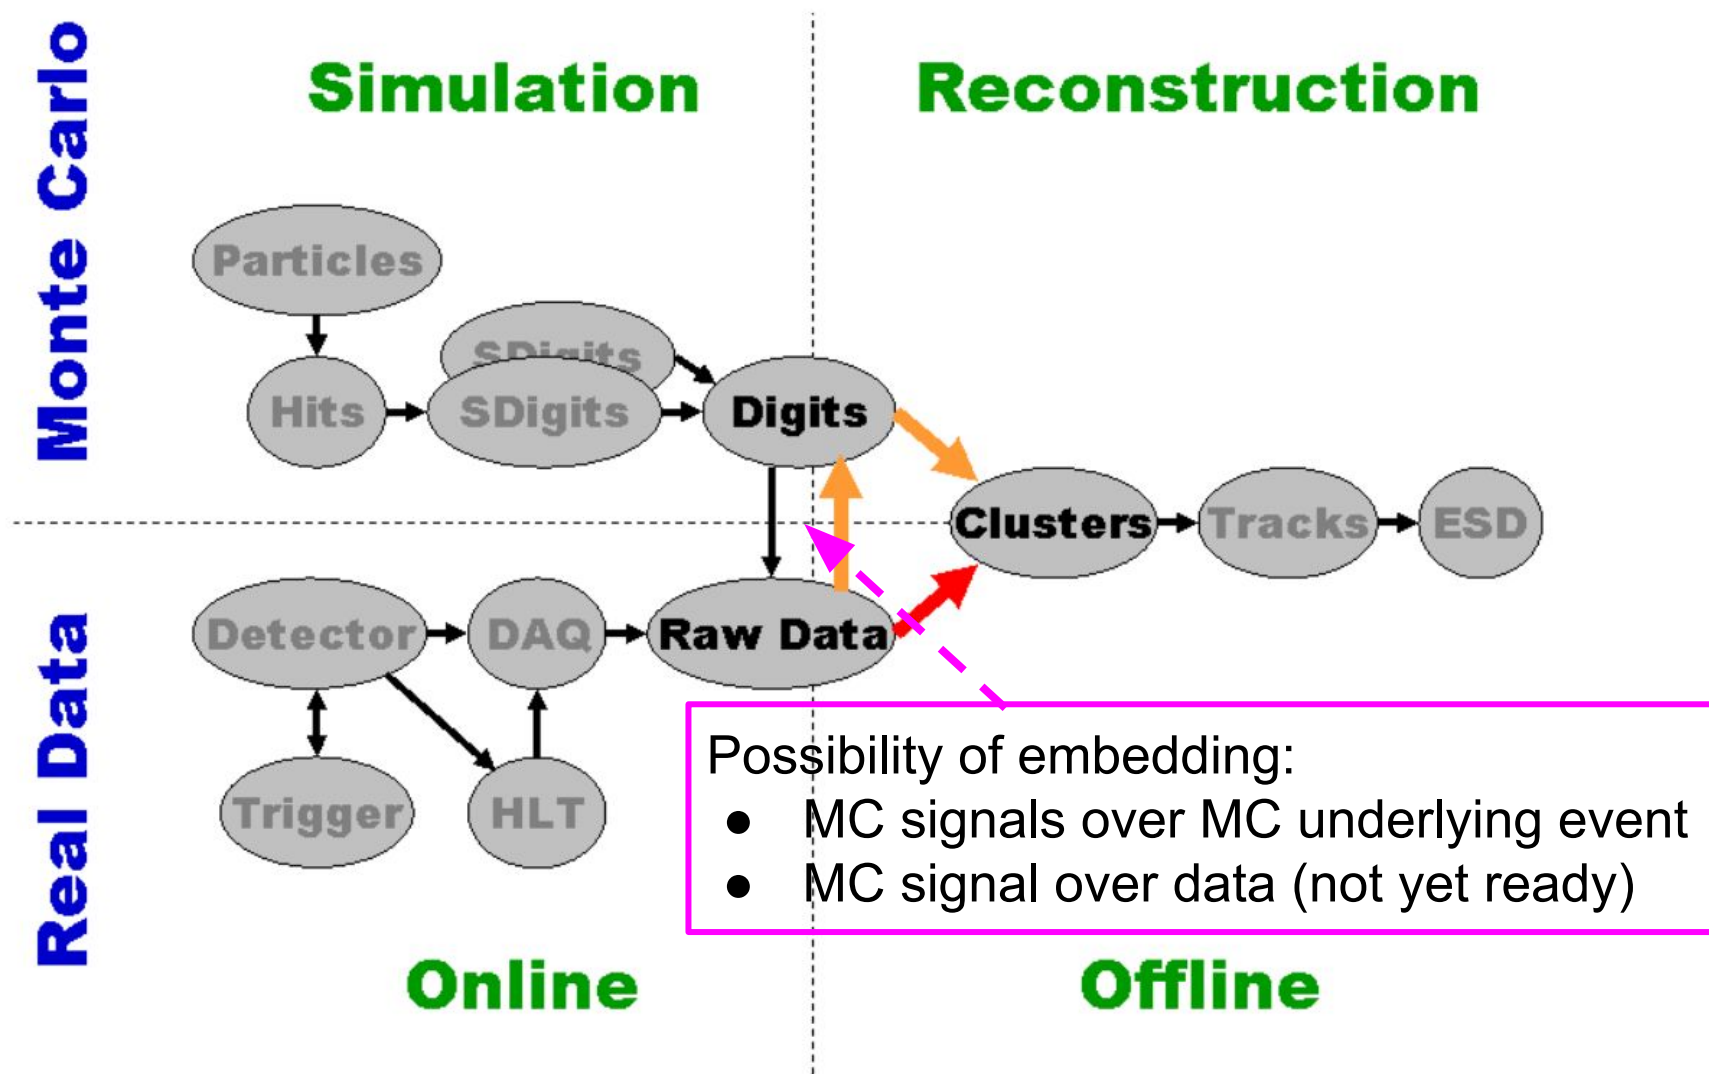 Monte Carlo
Simulation
Reconstruction
Particles
SDigits
Hits
SDigits
Digits
Clusters
Tracks
ESD
Real Data
Detector
DAQ
Raw Data
Trigger
HLT
Possibility of embedding:
● MC signals over MC underlying event
● MC signal over data (not yet ready)
Online
Offline